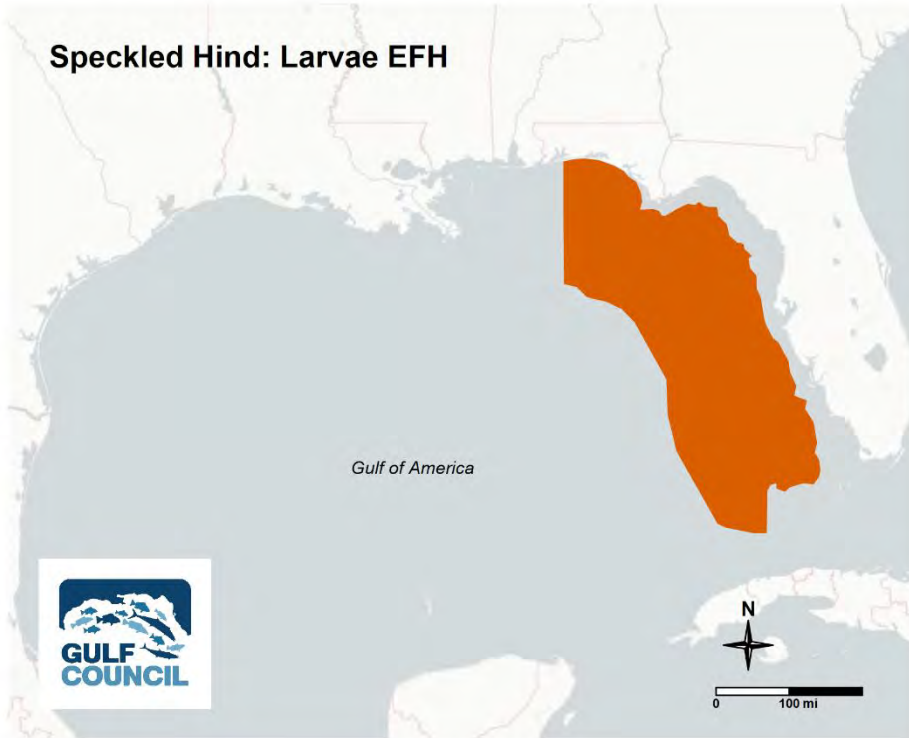 Speckled Hind: Larvae EFH
Gulf of America
GULF
COUNCIL
N
0 100 mi